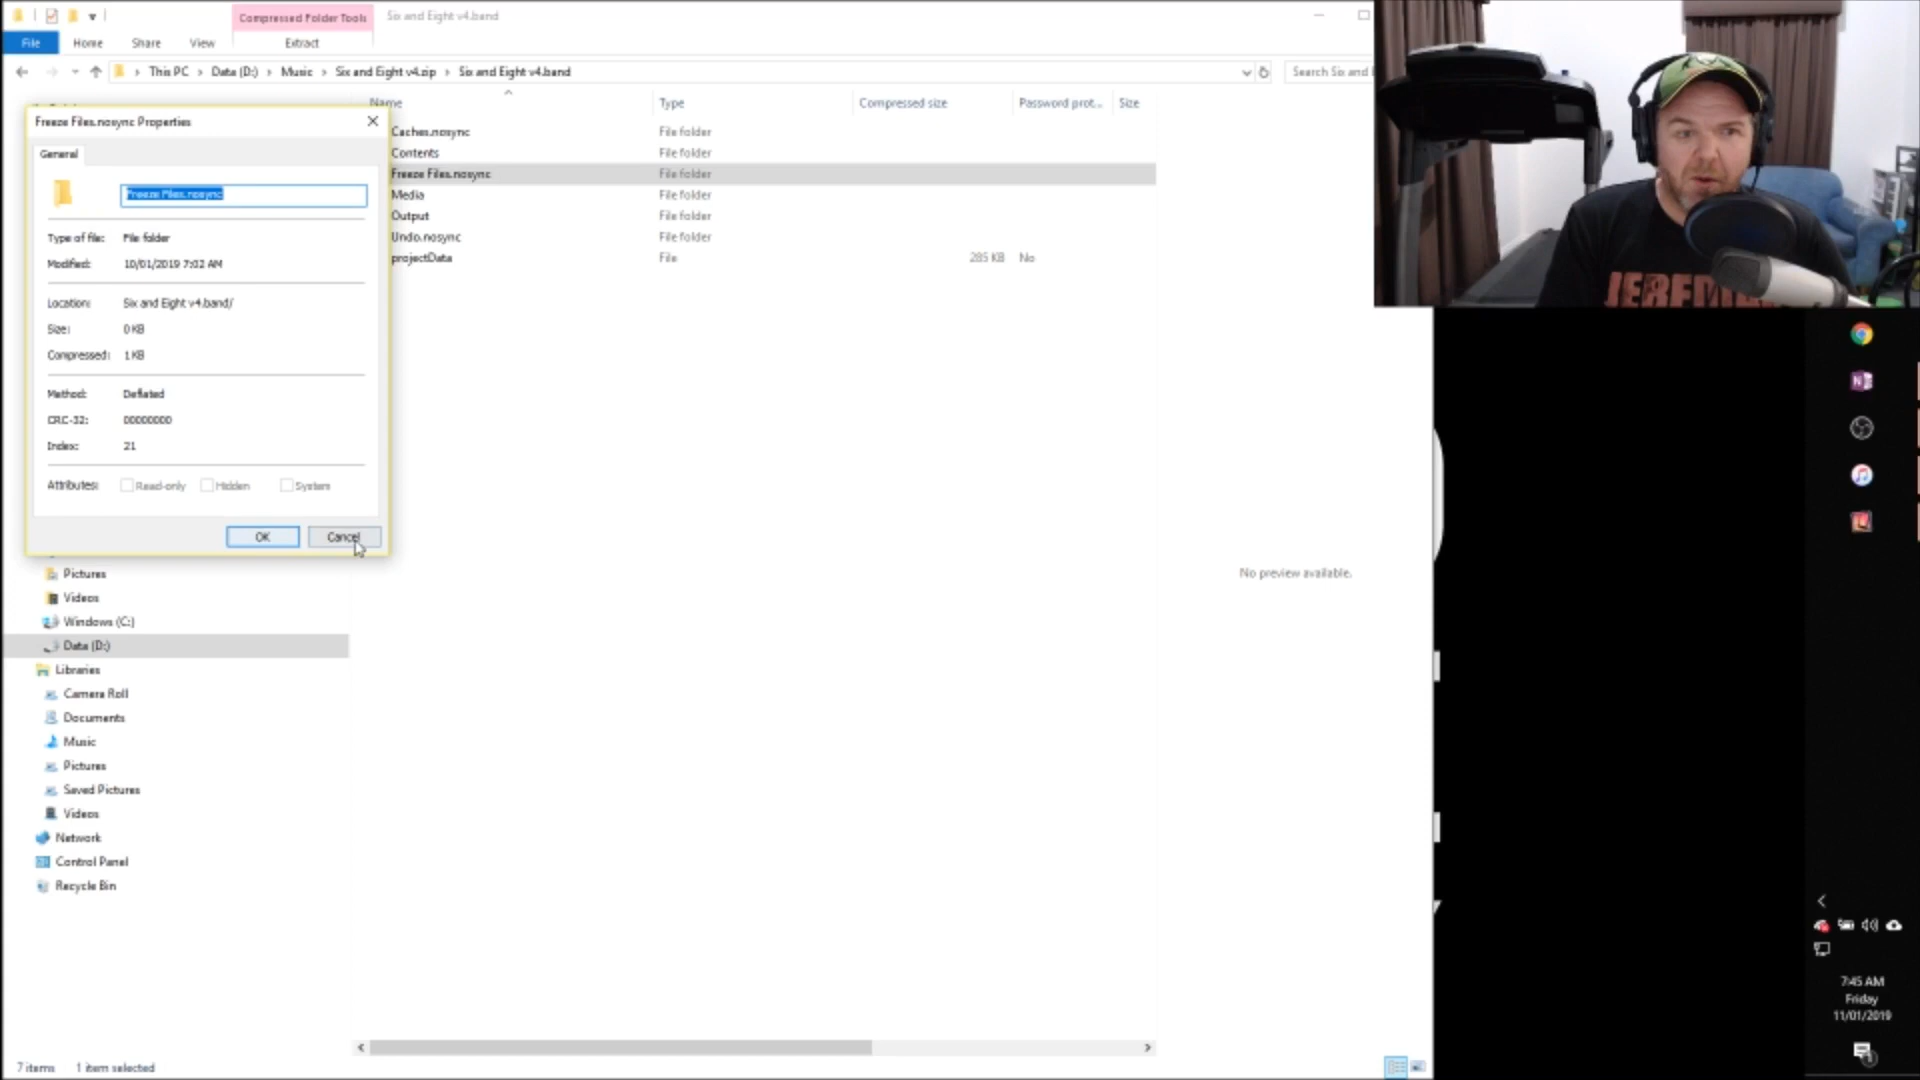 Compressed Folder Tools
Six and Eight v4.band
File
Home
Share
View
Extract
This PC
Data (D:)
Music
Six and Eight v4.zip
Six and Eight v4.band
Search Six and
Name
Type
Compressed size
Password prot...
Size
Caches.nosync
File folder
Contents
File folder
Freeze Files.nosync
File folder
Media
File folder
Output
File folder
Undo.nosync
File folder
projectData
File
285 KB
No
Freeze Files.nosync Properties
General
Freeze Files.nosync
Type of file:
File folder
Modified:
10/01/2019 7:02 AM
Location:
Six and Eight v4.band/
Size:
0 KB
Compressed:
1 KB
Method:
Deflated
CRC-32:
00000000
Index:
21
Attributes:
Read-only
Hidden
System
OK
Cancel
Pictures
Videos
Windows (C:)
Data (D:)
Libraries
Camera Roll
Documents
Music
Pictures
Saved Pictures
Videos
Network
Control Panel
Recycle Bin
No preview available.
7 items
1 item selected
7:45 AM
Friday
11/01/2019